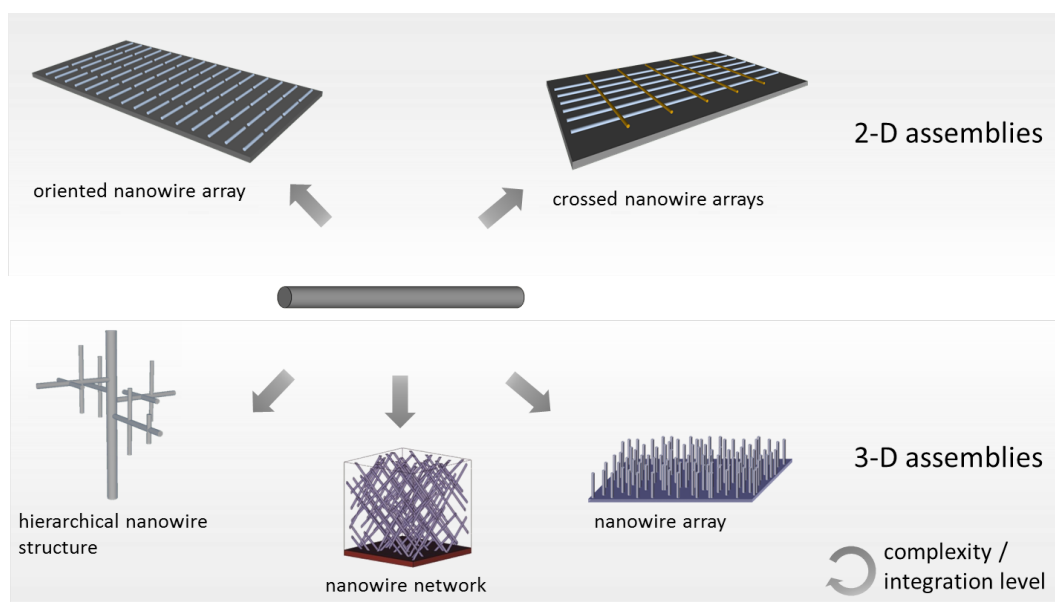 2-D assemblies
oriented nanowire array
crossed nanowire arrays
3-D assemblies
hierarchical nanowire
structure
nanowire array
nanowire network
complexity /
integration level